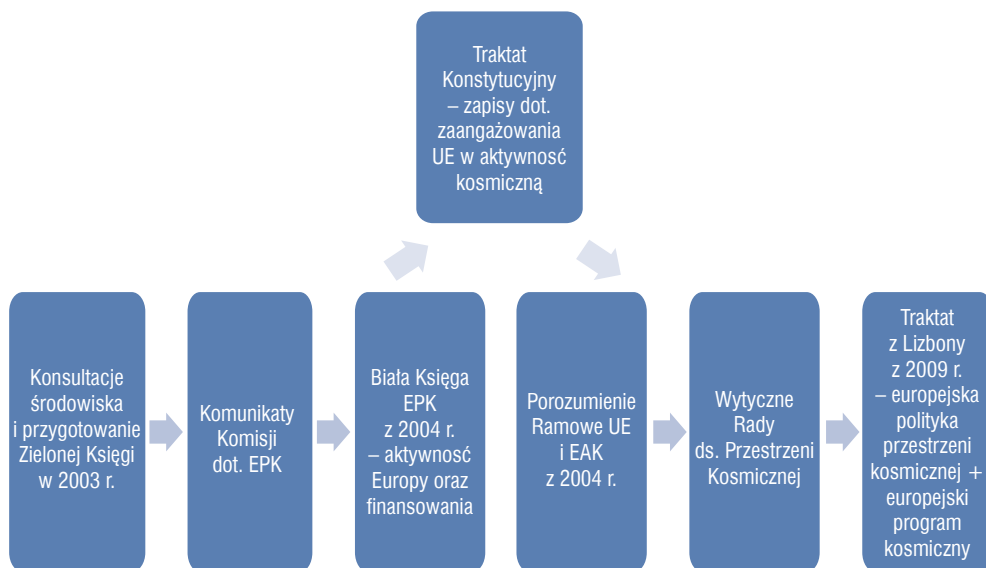 Traktat
Konstytucyjny
– zapisy dot.
zaangażowania
UE w aktywnosć
kosmiczną
Konsultacje
środowiska
i przygotowanie
Zielonej Księgi
w 2003 r.
Komunikaty
Komisji
dot. EPK
Biała Księga
EPK
z 2004 r.
– aktywność
Europy oraz
finansowania
Porozumienie
Ramowe UE
i EAK
z 2004 r.
Wytyczne
Rady
ds. Przestrzeni
Kosmicznej
Traktat
z Lizbony
z 2009 r.
– europejska
polityka
przestrzeni
kosmicznej +
europejski
program
kosmiczny